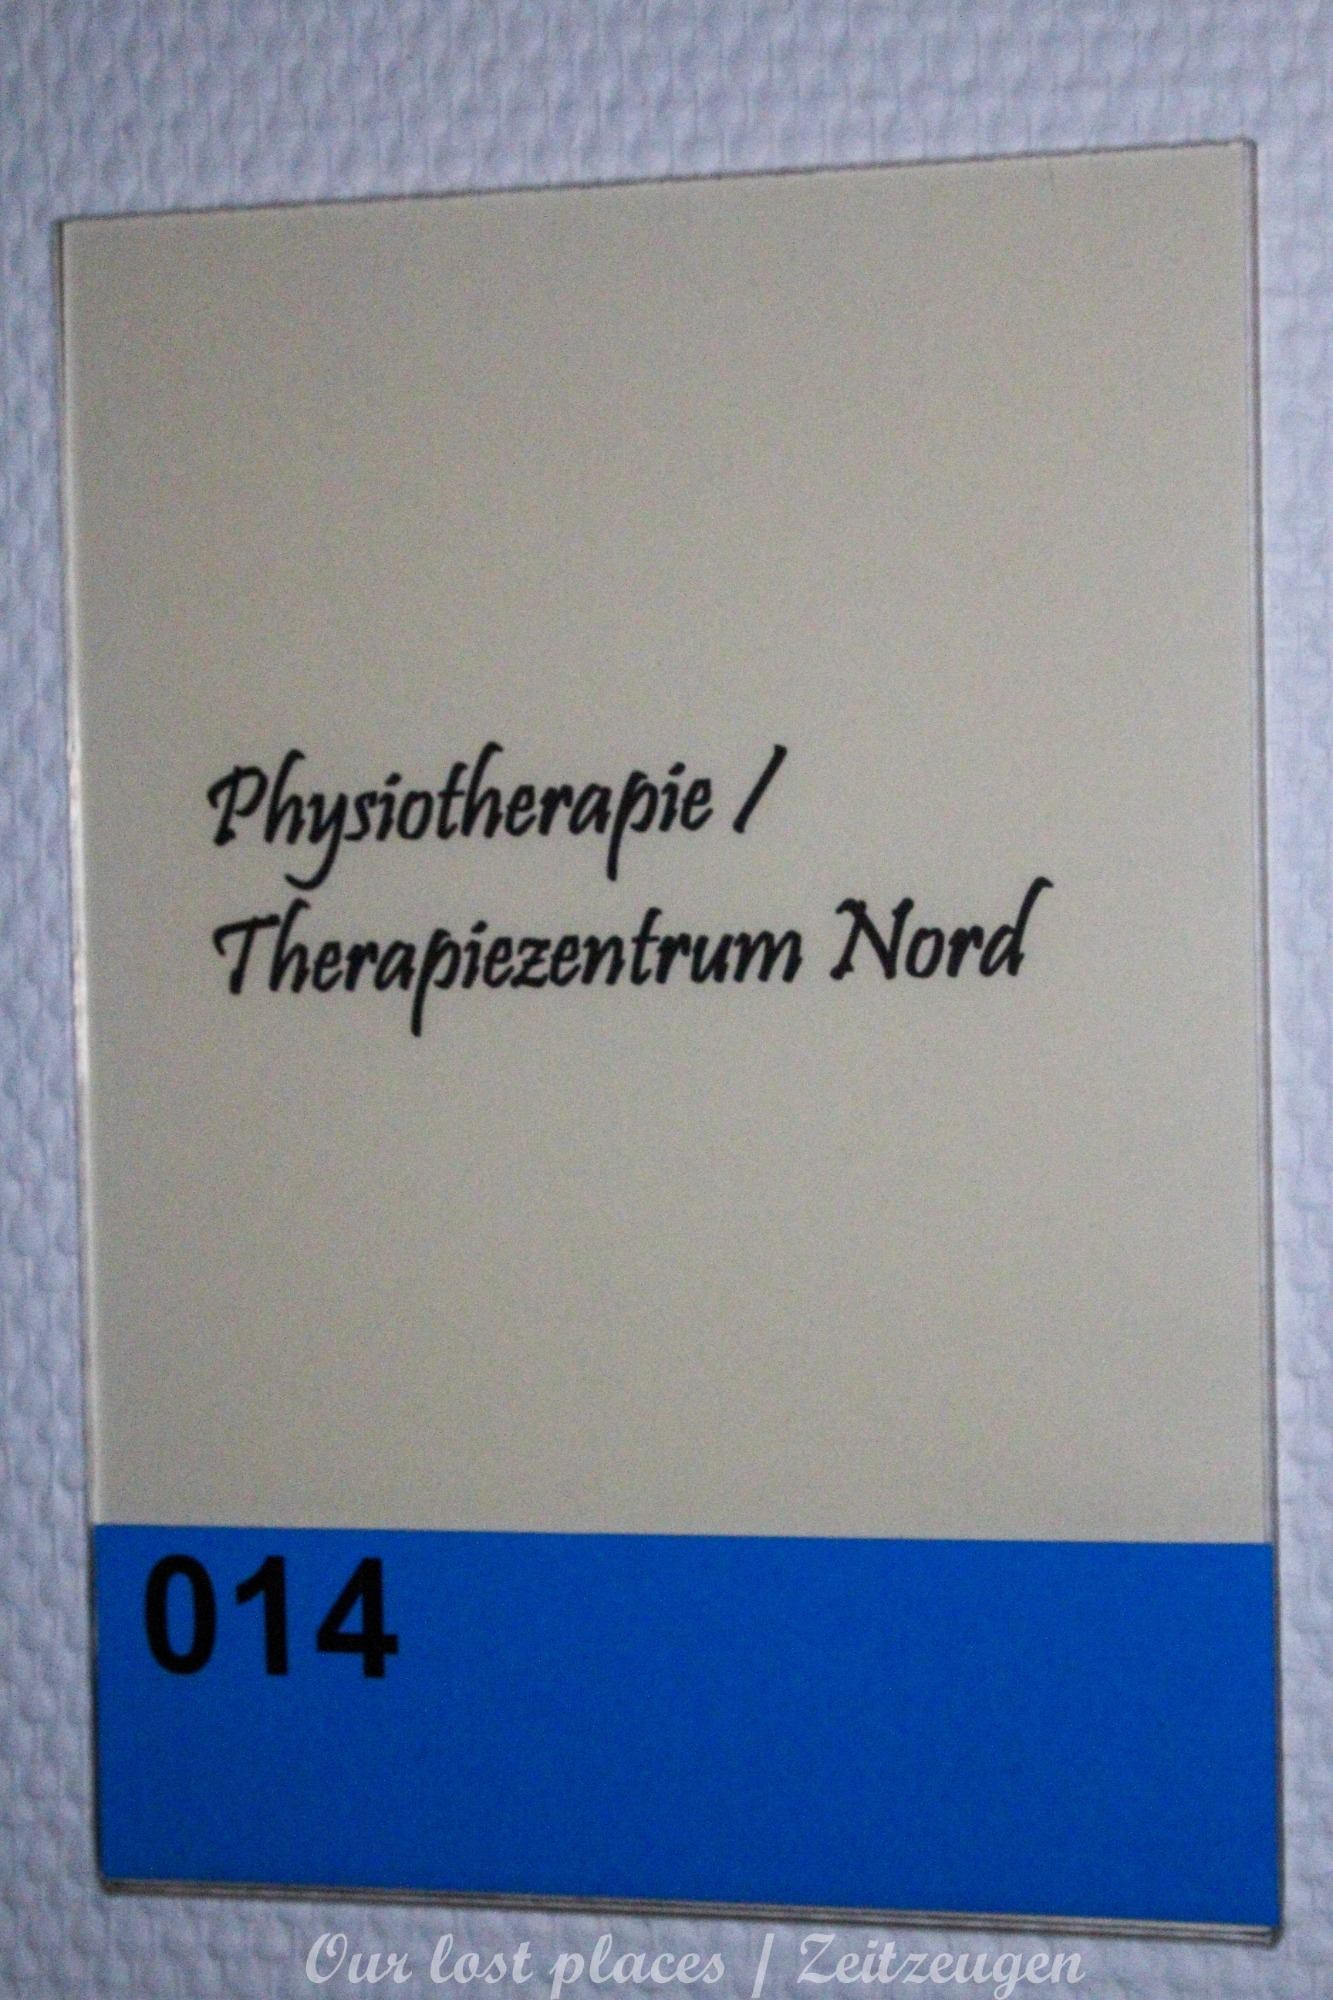 Physiotherapie /
Therapiezentrum Nord
014
Our lost places / Zeitzeugen